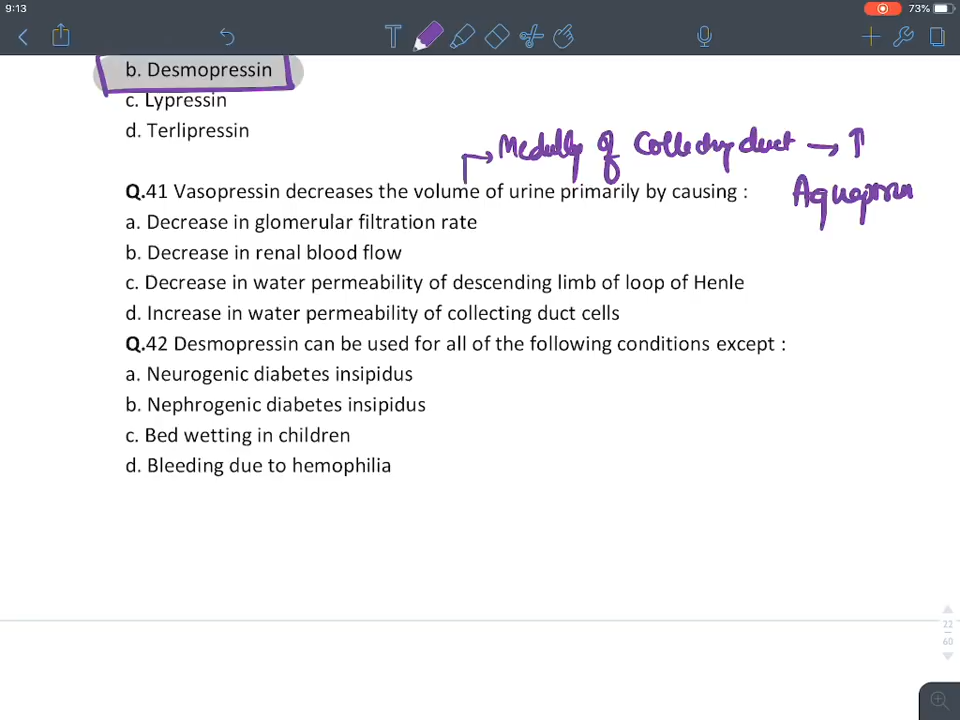 9:13
73%
T
b. Desmopressin
c. Lypressin
d. Terlipressin
Medulla of Collecting duct → ↑
Aquaporin
Q.41 Vasopressin decreases the volume of urine primarily by causing :
a. Decrease in glomerular filtration rate
b. Decrease in renal blood flow
c. Decrease in water permeability of descending limb of loop of Henle
d. Increase in water permeability of collecting duct cells
Q.42 Desmopressin can be used for all of the following conditions except :
a. Neurogenic diabetes insipidus
b. Nephrogenic diabetes insipidus
c. Bed wetting in children
d. Bleeding due to hemophilia
22
60